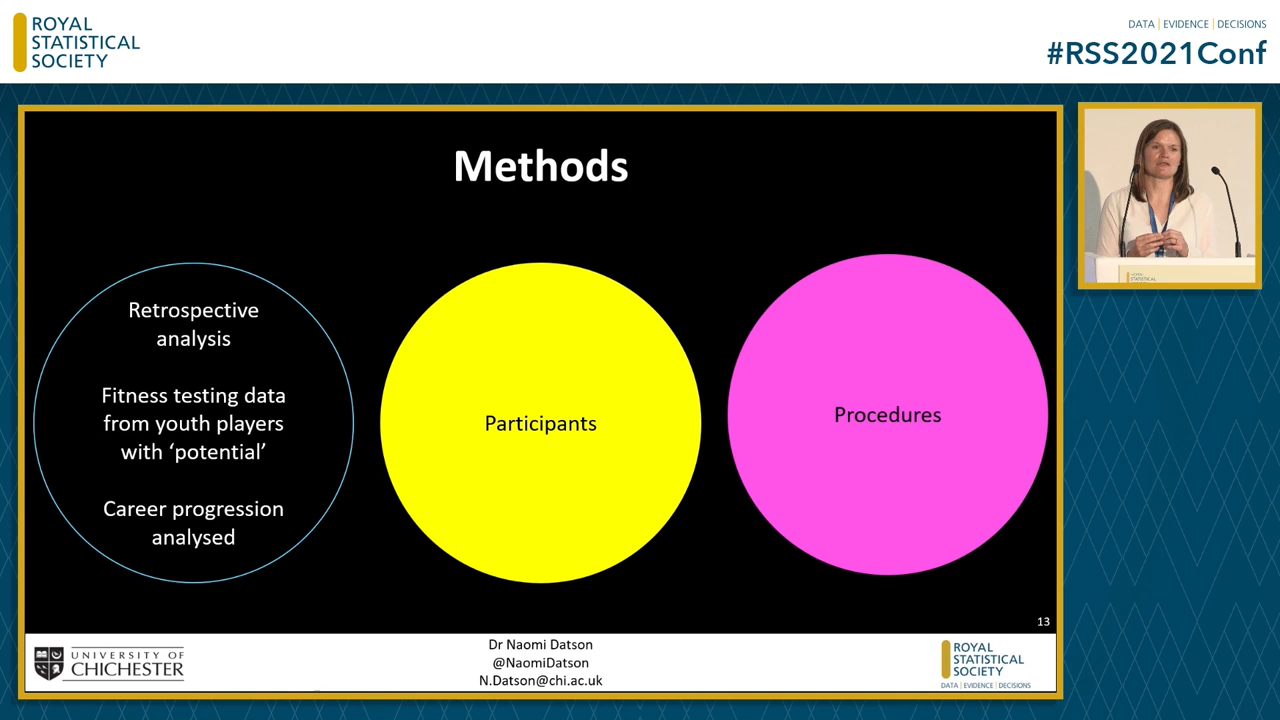 ROYAL
STATISTICAL
SOCIETY
DATA | EVIDENCE | DECISIONS
#RSS2021Conf
Methods
Retrospective
analysis
Fitness testing data
from youth players
with ‘potential’
Career progression
analysed
Participants
Procedures
13
UNIVERSITY OF
CHICHESTER
Dr Naomi Datson
@NaomiDatson
N.Datson@chi.ac.uk
ROYAL
STATISTICAL
SOCIETY
DATA | EVIDENCE | DECISIONS
ROYAL
STATISTICAL